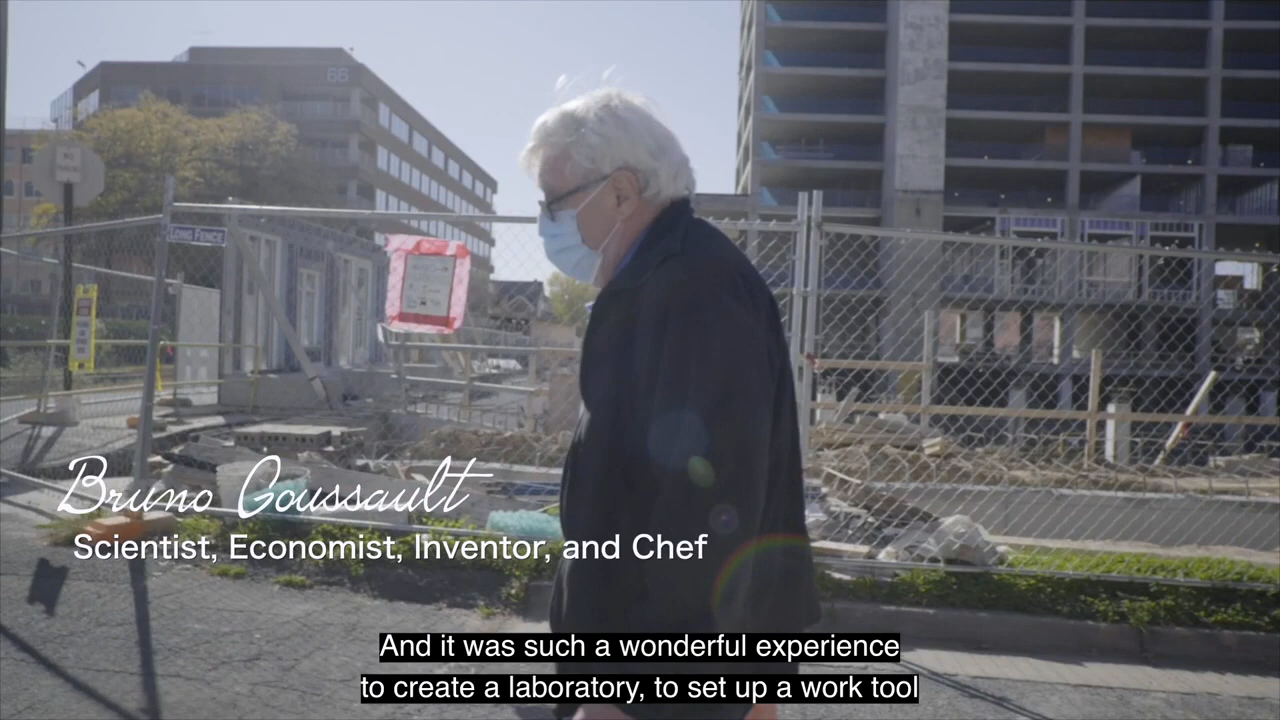 66
NO
LONG FENCE
Bruno Goussault
Scientist, Economist, Inventor, and Chef
And it was such a wonderful experience
to create a laboratory, to set up a work tool